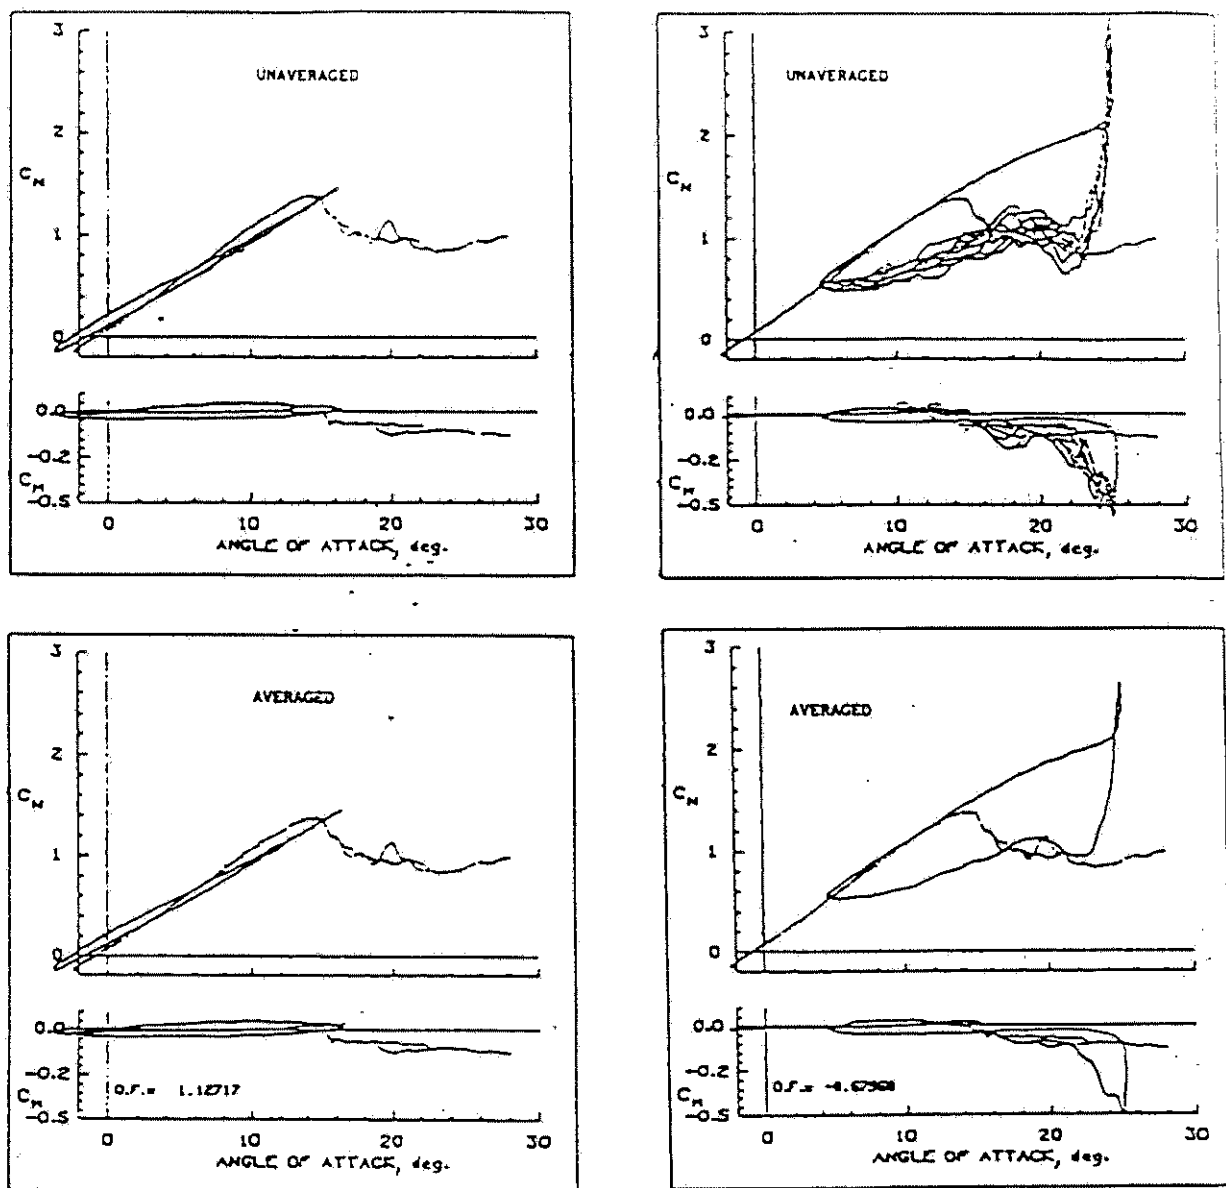 3
UNAVERAGED
2
C_N
1
0
0.0
-0.2
C_M
-0.5
0 10 20 30
ANGLE OF ATTACK, deg.
3
UNAVERAGED
2
C_N
1
0
0.0
-0.2
C_M
-0.5
0 10 20 30
ANGLE OF ATTACK, deg.
3
AVERAGED
2
C_N
1
0
0.0
-0.2
C_M
-0.5
O.F.= 1.12717
0 10 20 30
ANGLE OF ATTACK, deg.
3
AVERAGED
2
C_N
1
0
0.0
-0.2
C_M
-0.5
O.F.=
0 10 20 30
ANGLE OF ATTACK, deg.